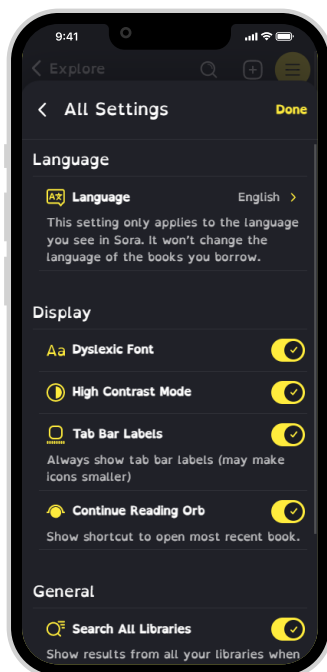 9:41
Explore
All Settings
Done
Language
Language
English
This setting only applies to the language
you see in Sora. It won't change the
language of the books you borrow.
Display
Aa Dyslexic Font
High Contrast Mode
Tab Bar Labels
Always show tab bar labels (may make
icons smaller)
Continue Reading Orb
Show shortcut to open most recent book.
General
Search All Libraries
Show results from all your libraries when